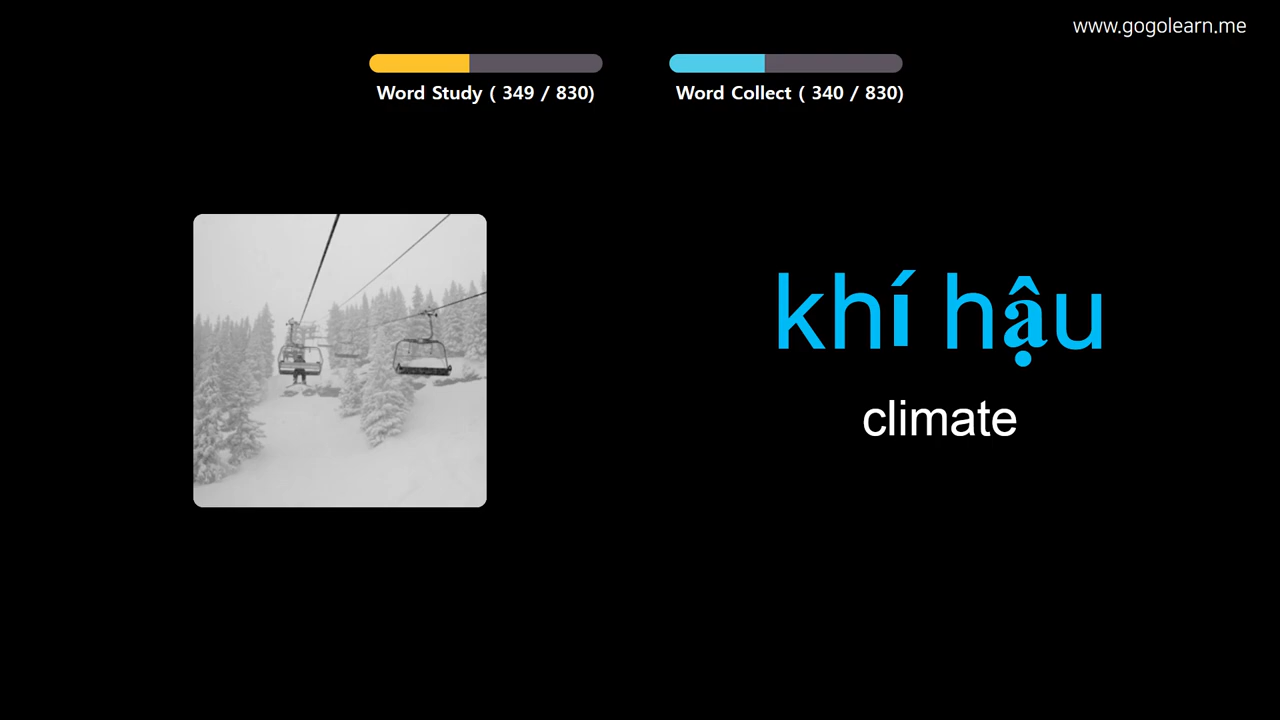 www.gogolearn.me
Word Study ( 349 / 830)
Word Collect ( 340 / 830)
khí hậu
climate